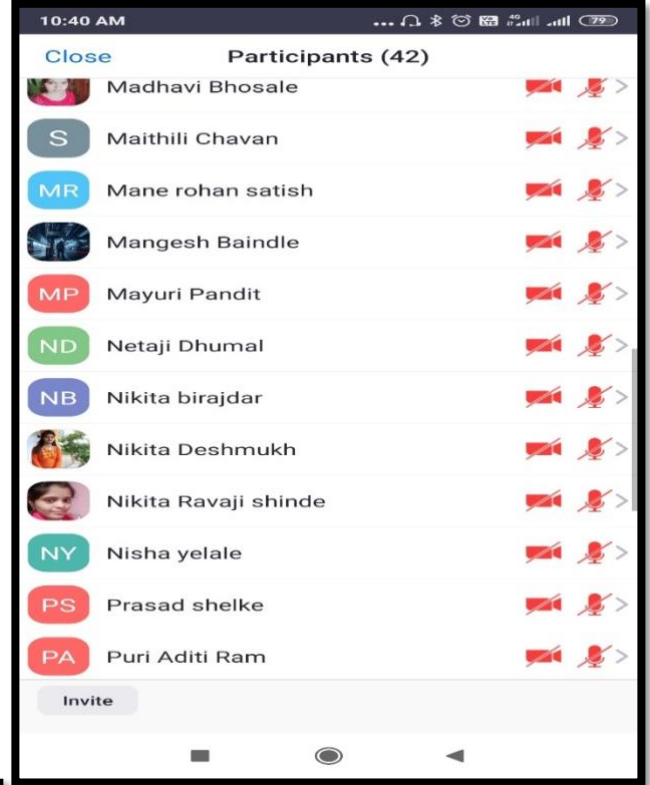 10:40 AM ... 4G 79
Close Participants (42)
Madhavi Bhosale
S Maithili Chavan
MR Mane rohan satish
Mangesh Baindle
MP Mayuri Pandit
ND Netaji Dhumal
NB Nikita birajdar
Nikita Deshmukh
Nikita Ravaji shinde
NY Nisha yelale
PS Prasad shelke
PA Puri Aditi Ram
Invite